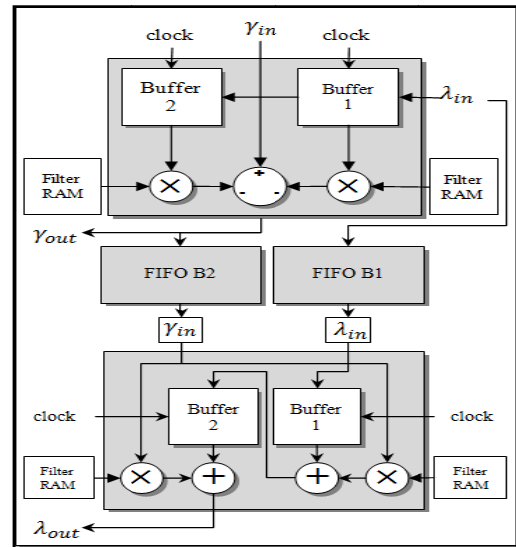 clock
γin
clock
Buffer
2
Buffer
1
λin
+
-
-
×
×
Filter
RAM
Filter
RAM
γout
FIFO B2
FIFO B1
γin
λin
clock
Buffer
2
Buffer
1
clock
Filter
RAM
×
+
+
×
Filter
RAM
λout